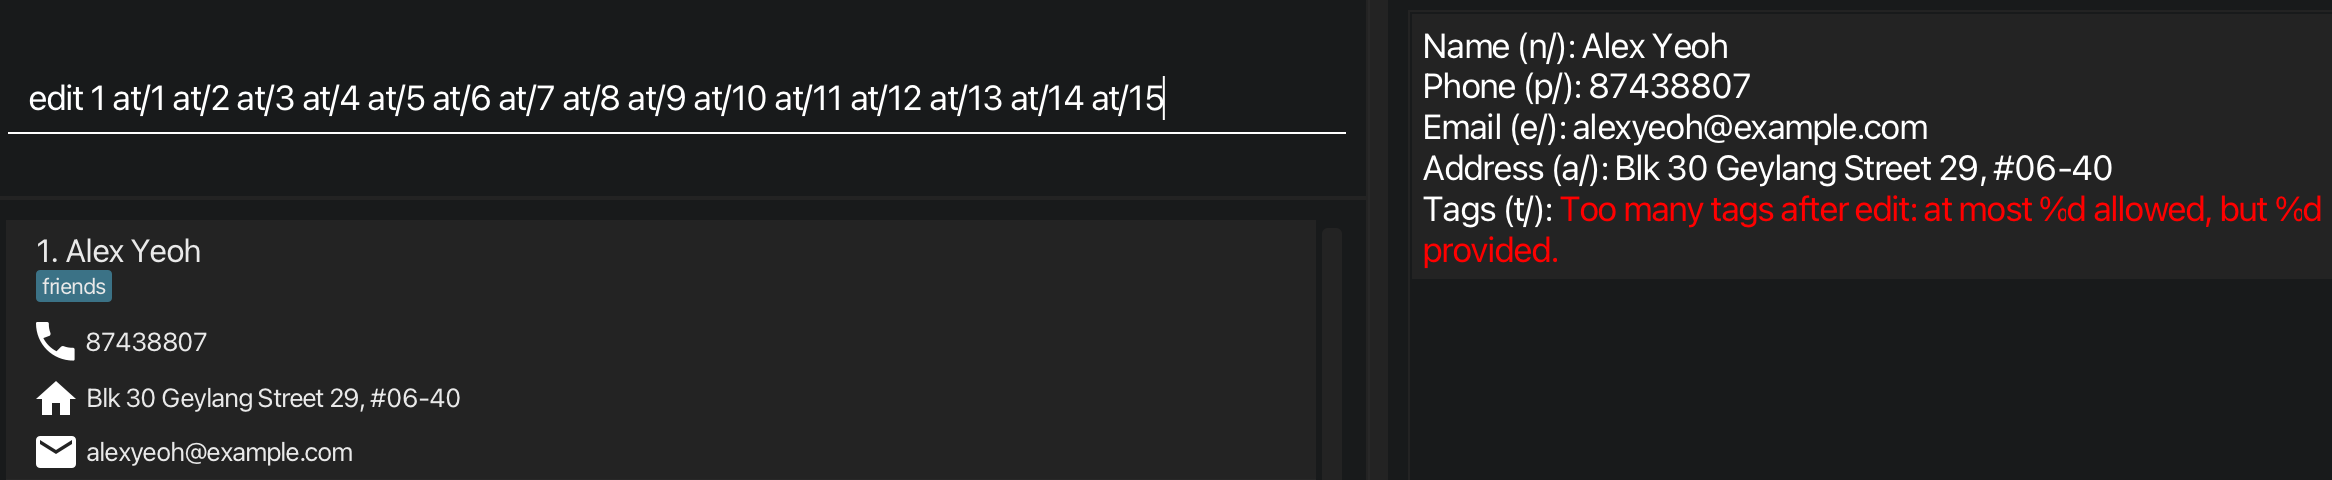 edit 1 at/1 at/2 at/3 at/4 at/5 at/6 at/7 at/8 at/9 at/10 at/11 at/12 at/13 at/14 at/15
1. Alex Yeoh
friends
87438807
Blk 30 Geylang Street 29, #06-40
alexyeoh@example.com
Name (n/): Alex Yeoh
Phone (p/): 87438807
Email (e/): alexyeoh@example.com
Address (a/): Blk 30 Geylang Street 29, #06-40
Tags (t/): Too many tags after edit: at most %d allowed, but %d
provided.